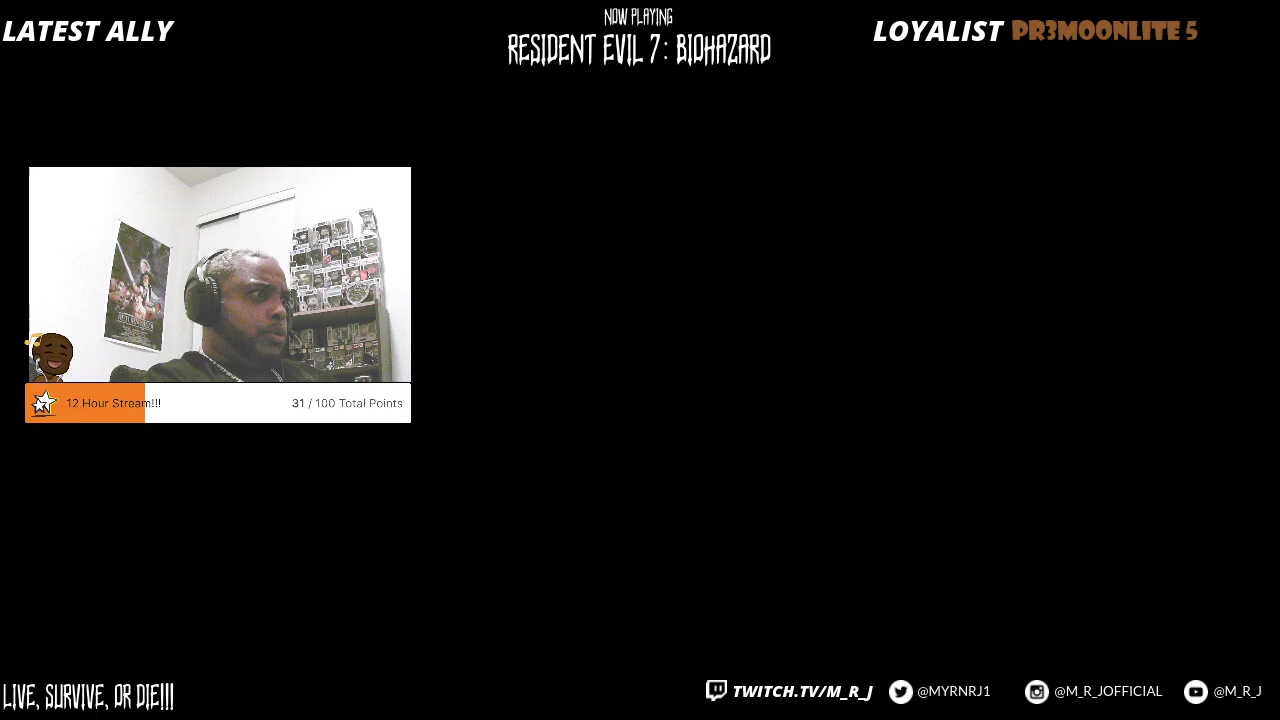 LATEST ALLY
NOW PLAYING
RESIDENT EVIL 7: BIOHAZARD
LOYALIST PR3MOONLITE 5
12 Hour Stream!!!
31 / 100 Total Points
LIVE, SURVIVE, OR DIE!!!
TWITCH.TV/M_R_J
@MYRNRJ1
@M_R_JOFFICIAL
@M_R_J